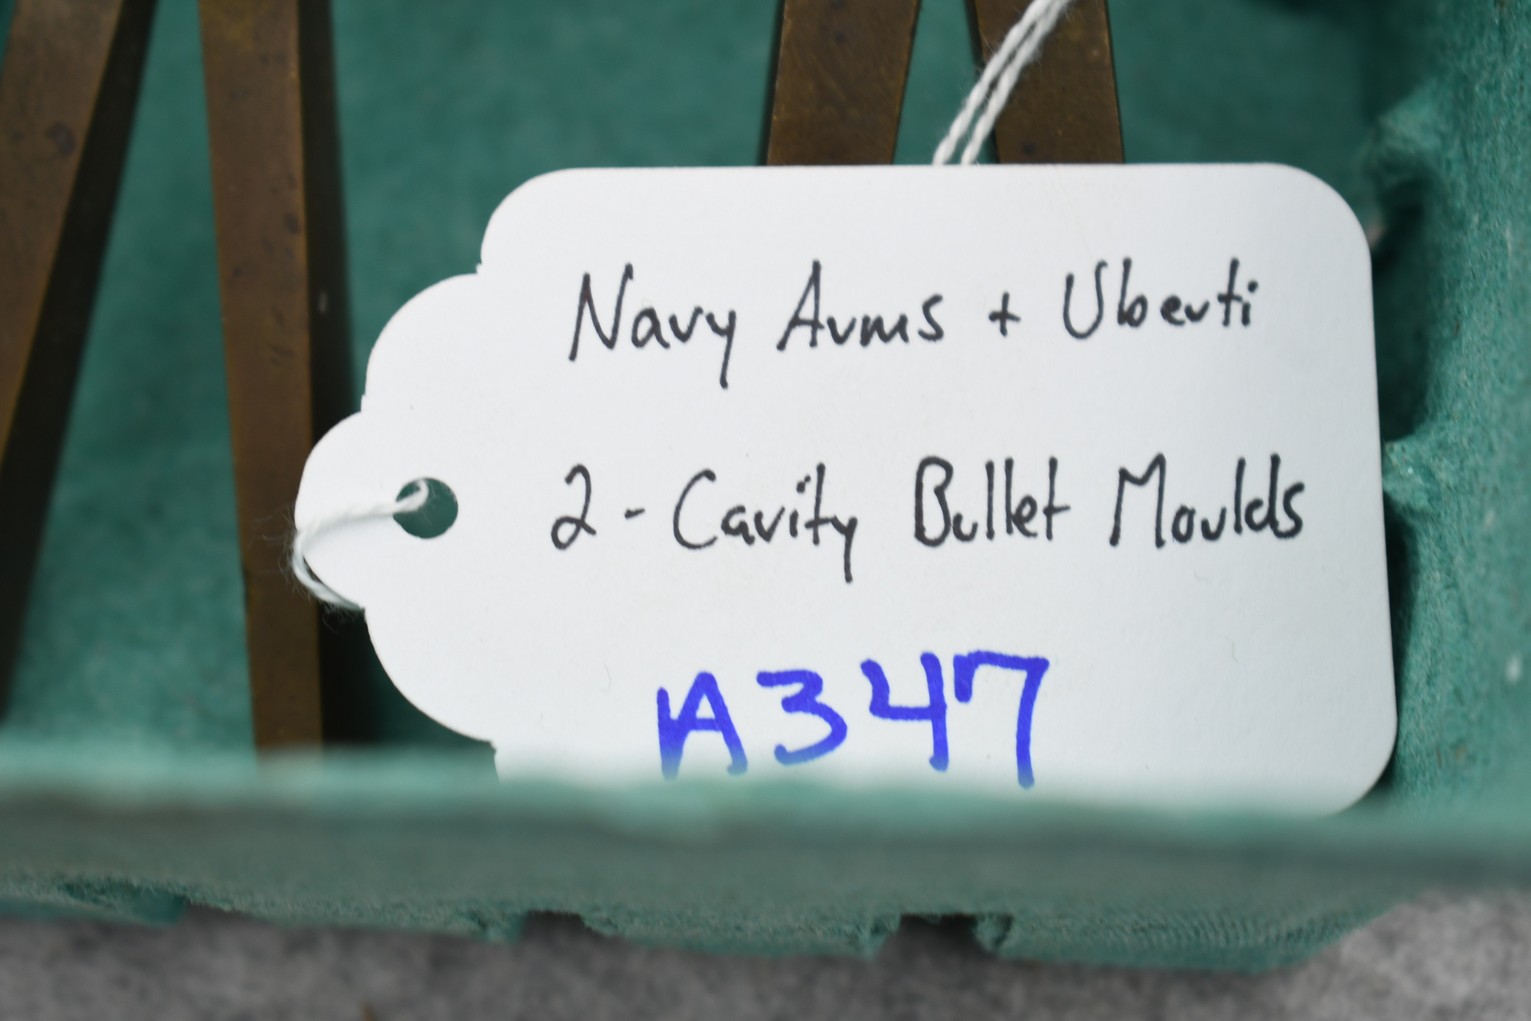 Navy Arms + Uberti
2-Cavity Bullet Moulds
A347